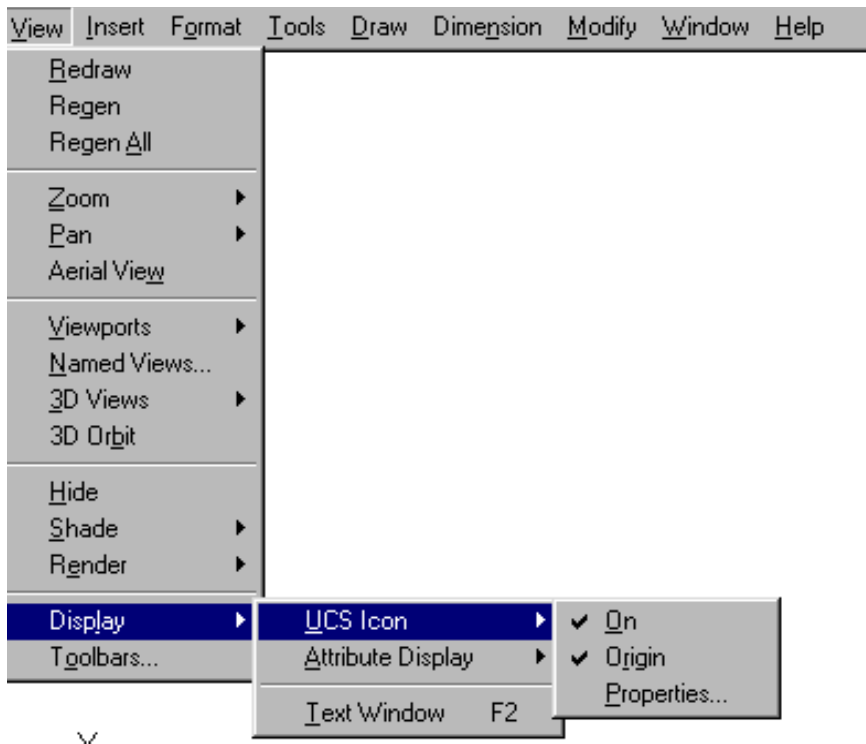 View Insert Format Tools Draw Dimension Modify Window Help
Redraw
Regen
Regen All
Zoom
Pan
Aerial View
Viewports
Named Views...
3D Views
3D Orbit
Hide
Shade
Render
Display
Toolbars...
UCS Icon
Attribute Display
Text Window F2
On
Origin
Properties...
Y